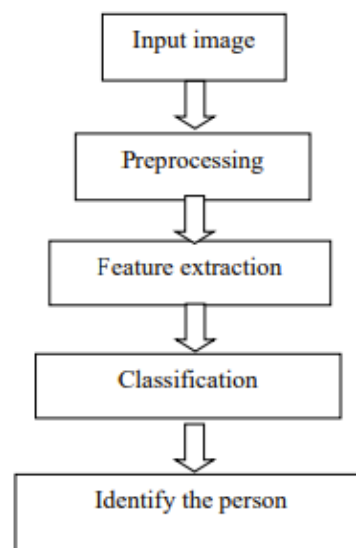 Input image
Preprocessing
Feature extraction
Classification
Identify the person